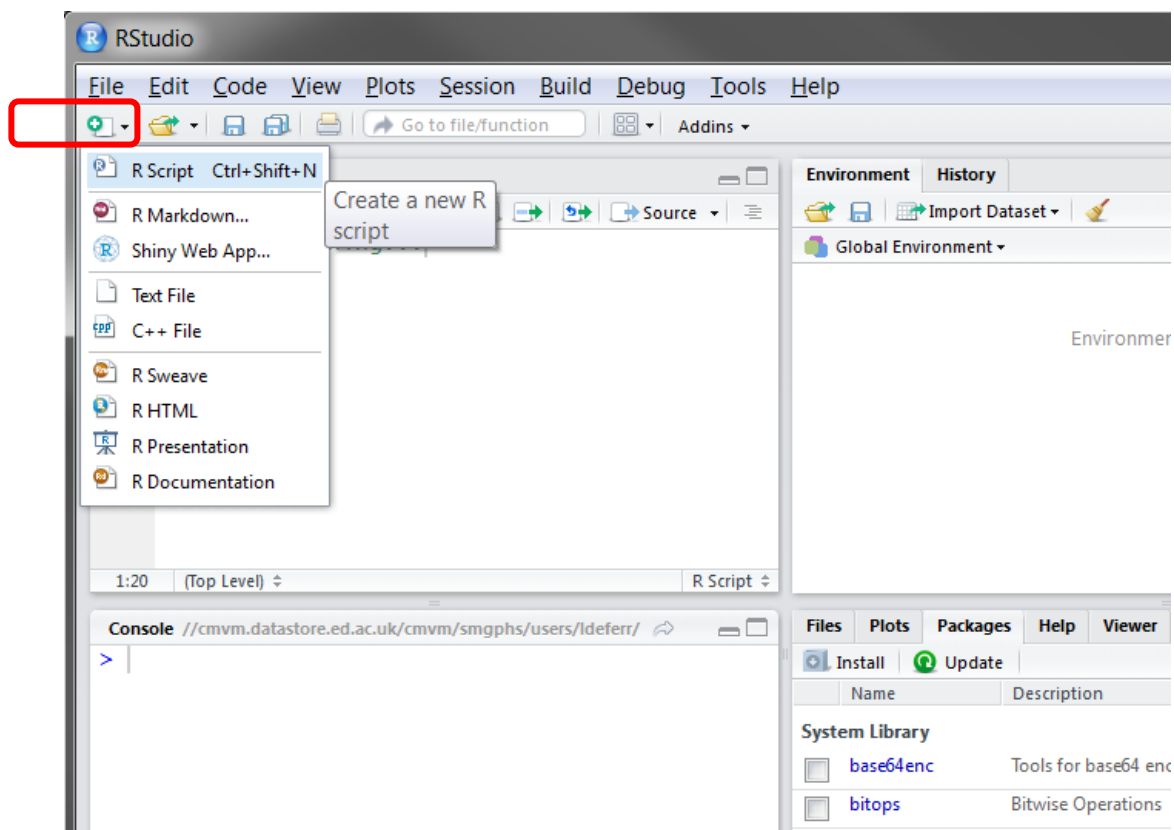 RStudio
File Edit Code View Plots Session Build Debug Tools Help
Go to file/function Addins
R Script Ctrl+Shift+N
R Markdown...
Shiny Web App...
Text File
C++ File
R Sweave
R HTML
R Presentation
R Documentation
Create a new R
script
Source
1:20 (Top Level) R Script
Console //cmvm.datastore.ed.ac.uk/cmvm/smgphs/users/ldeferr/
>
Environment History
Import Dataset
Global Environment
Files Plots Packages Help Viewer
Install Update
Name Description
System Library
base64enc Tools for base64
bitops Bitwise Operations